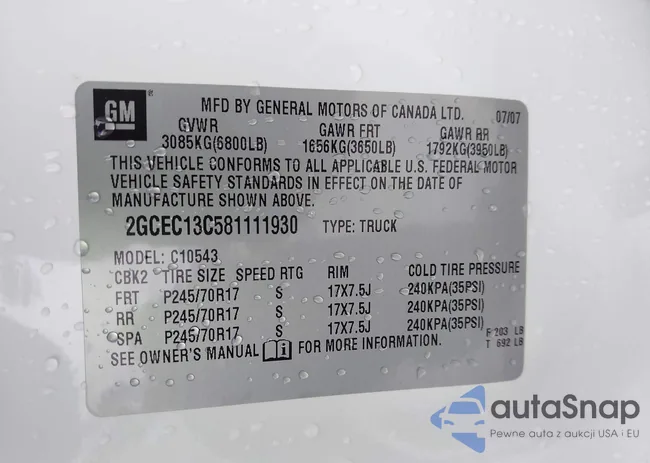 GM ® MFD BY GENERAL MOTORS OF CANADA LTD. 07/07
GVWR GAWR FRT GAWR RR
3085KG(6800LB) 1656KG(3650LB) 1792KG(3950LB)
THIS VEHICLE CONFORMS TO ALL APPLICABLE U.S. FEDERAL MOTOR
VEHICLE SAFETY STANDARDS IN EFFECT ON THE DATE OF
MANUFACTURE SHOWN ABOVE.
2GCEC13C581111930 TYPE: TRUCK
MODEL: C10543
CBK2 TIRE SIZE SPEED RTG RIM COLD TIRE PRESSURE
FRT P245/70R17 S 17X7.5J 240KPA(35PSI)
RR P245/70R17 S 17X7.5J 240KPA(35PSI)
SPA P245/70R17 S 17X7.5J 240KPA(35PSI)
F 203 LB
T 692 LB
SEE OWNER'S MANUAL i FOR MORE INFORMATION.
autaSnap
Pewne auta z aukcji USA i EU